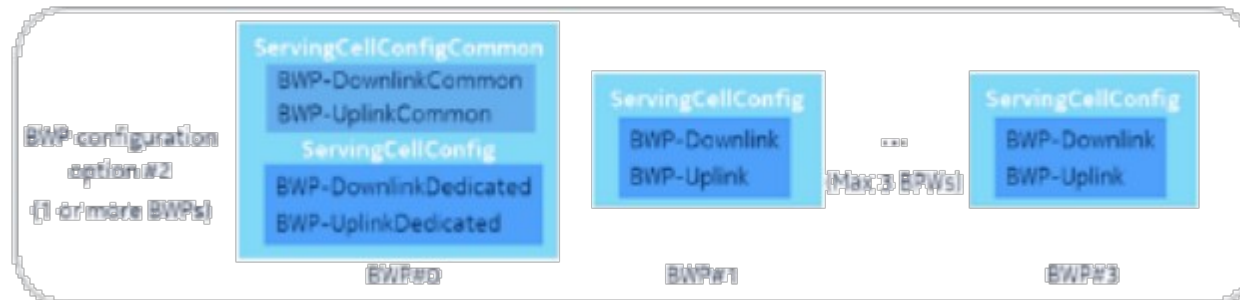 BWP configuration
option #2
(1 or more BWPs)
ServingCellConfigCommon
BWP-DownlinkCommon
BWP-UplinkCommon
ServingCellConfig
BWP-DownlinkDedicated
BWP-UplinkDedicated
BWP#0
ServingCellConfig
BWP-Downlink
BWP-Uplink
BWP#1
...
(Max 3 BPWs)
ServingCellConfig
BWP-Downlink
BWP-Uplink
BWP#3